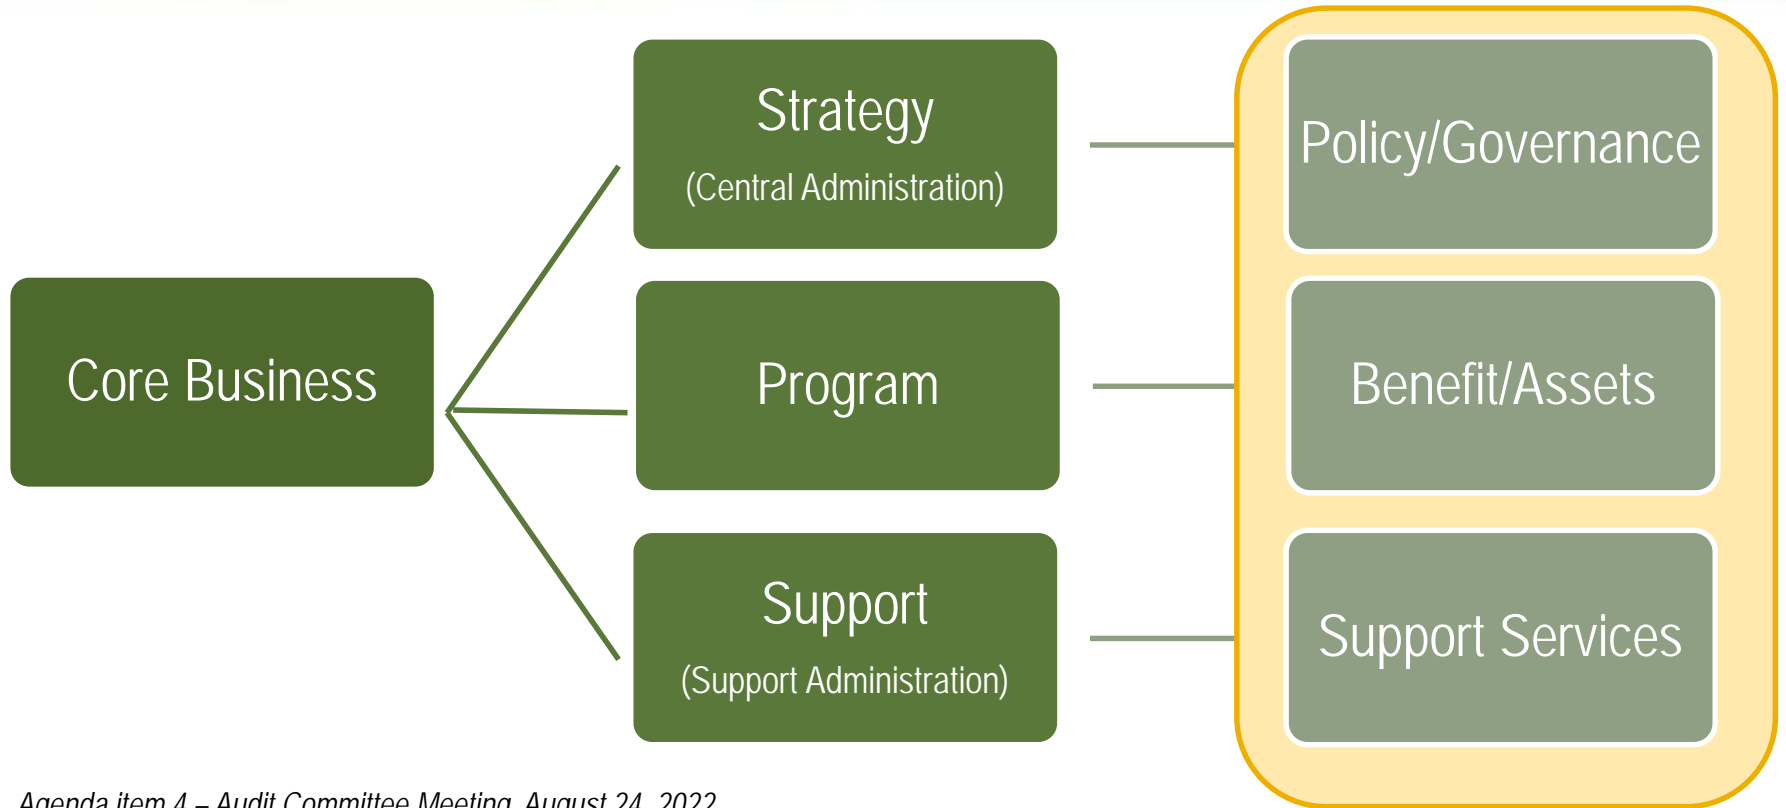 Strategy
(Central Administration)
Policy/Governance
Core Business
Program
Benefit/Assets
Support
(Support Administration)
Support Services
Agenda item 4 – Audit Committee Meeting, August 24, 2022